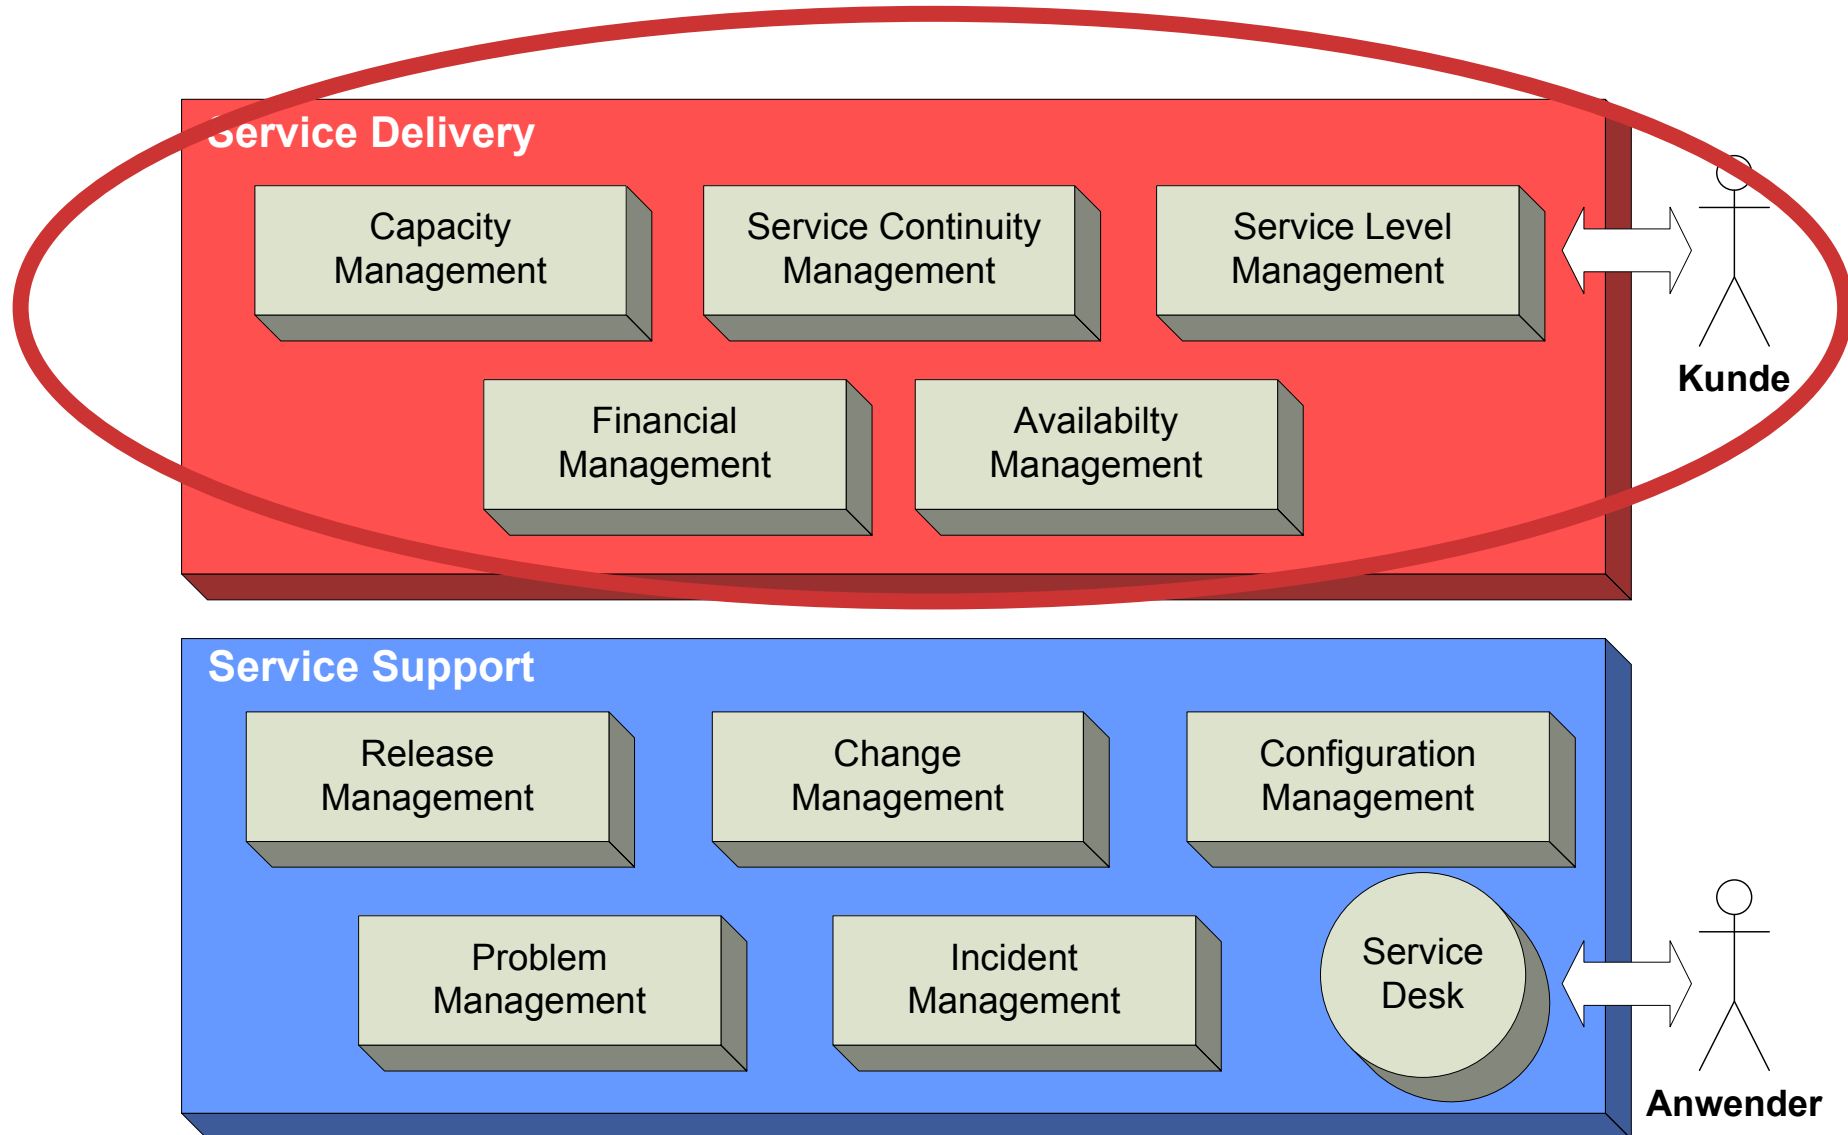 Service Delivery
Capacity
Management
Service Continuity
Management
Service Level
Management
Kunde
Financial
Management
Availabilty
Management
Service Support
Release
Management
Change
Management
Configuration
Management
Problem
Management
Incident
Management
Service
Desk
Anwender